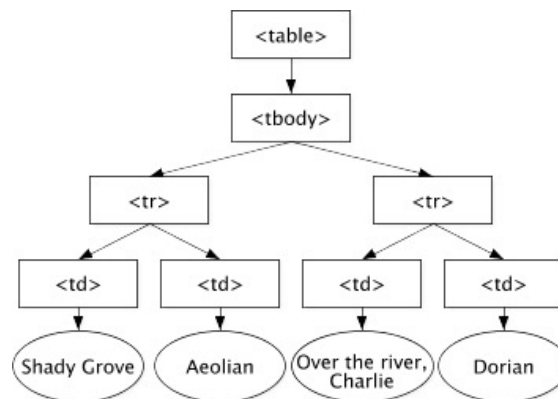 <table>
<tbody>
<tr>
<tr>
<td>
<td>
<td>
<td>
Shady Grove
Aeolian
Over the river,
Charlie
Dorian